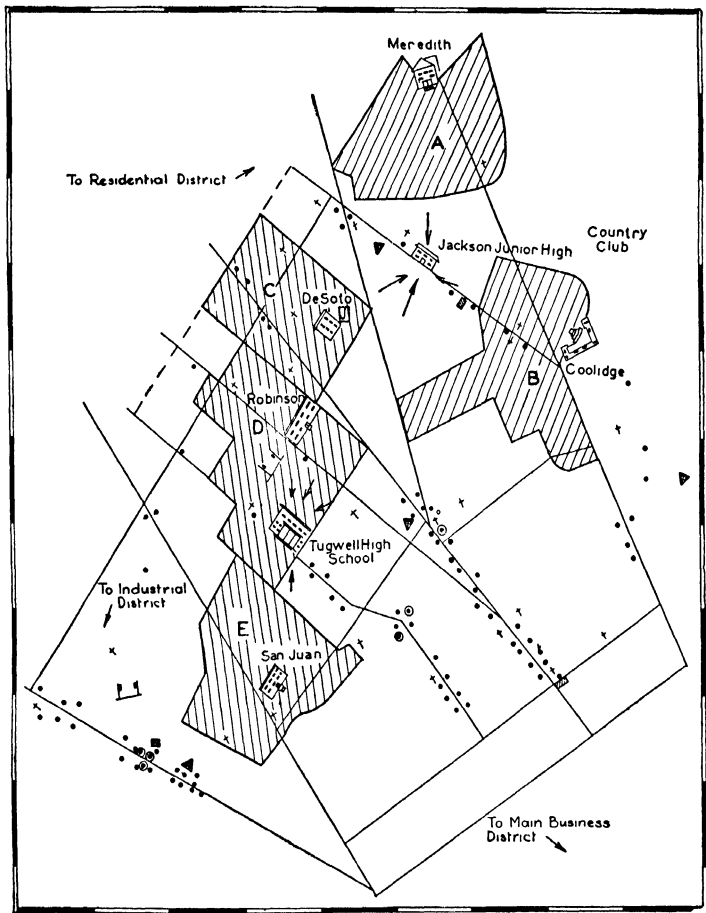 Meredith
A
To Residential District
Country
Club
Jackson Junior High
C
DeSoto
Coolidge
B
Robinson
D
Tugwell High
School
To Industrial
District
E
San Juan
To Main Business
District